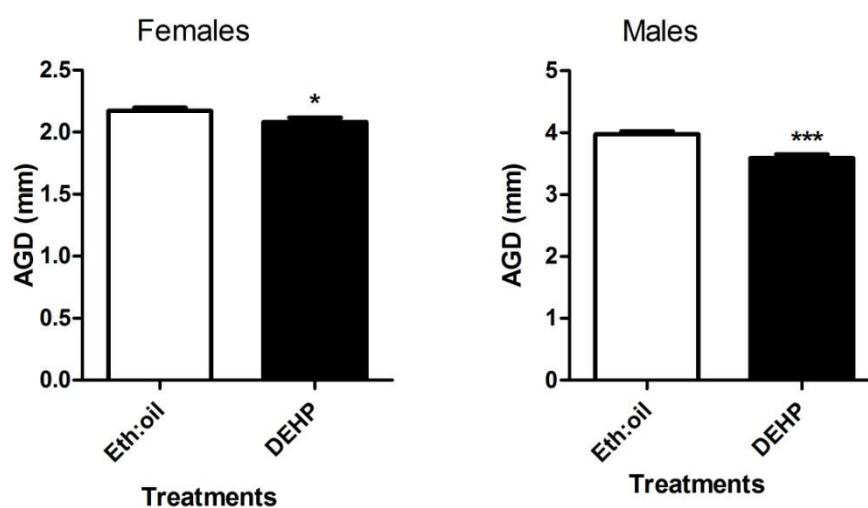 Females
2.5
2.0
1.5
1.0
0.5
0.0
AGD (mm)
*
Eth:oil
DEHP
Treatments
Males
5
4
3
2
1
0
AGD (mm)
***
Eth:oil
DEHP
Treatments